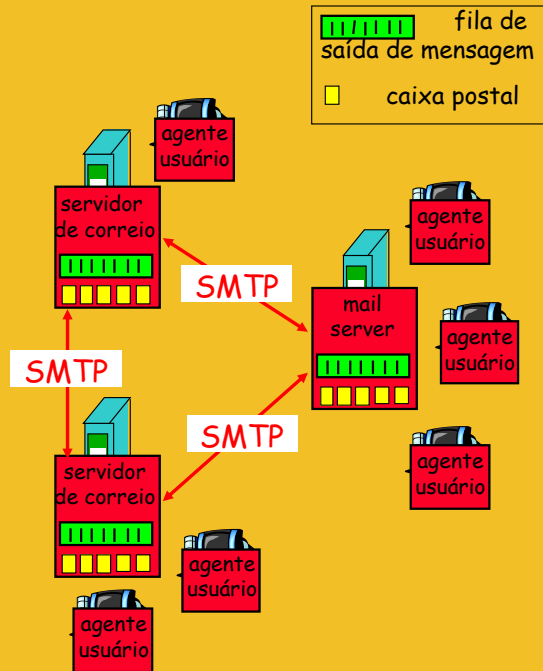 fila de
saída de mensagem
caixa postal
agente
usuário
servidor
de correio
agente
usuário
SMTP
mail
server
agente
usuário
SMTP
SMTP
agente
usuário
servidor
de correio
agente
usuário
agente
usuário